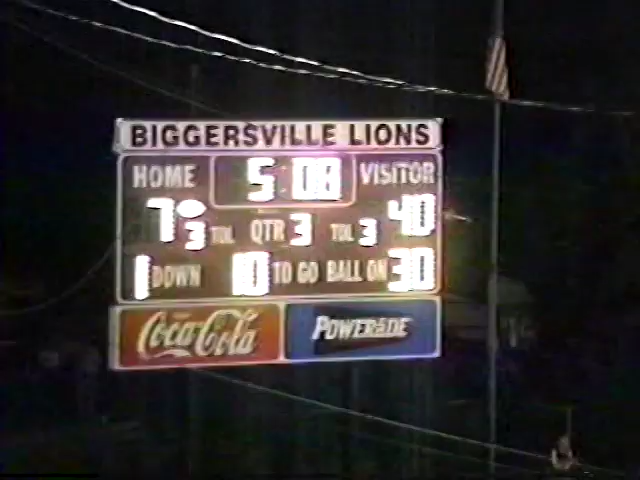 BIGGERSVILLE LIONS
HOME 5:08 VISITOR
7 3 TOL QTR 3 TOL 3 40
1 DOWN 10 TO GO BALL ON 30
Coca-Cola POWERADE